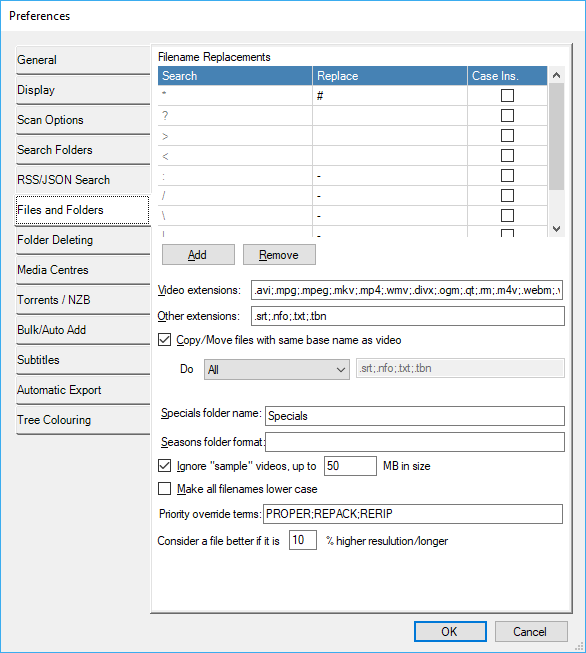 Preferences
General
Display
Scan Options
Search Folders
RSS/JSON Search
Files and Folders
Folder Deleting
Media Centres
Torrents / NZB
Bulk/Auto Add
Subtitles
Automatic Export
Tree Colouring
Filename Replacements
Search Replace Case Ins.
* #
?
>
<
: -
/ -
\ -
| -
Add Remove
Video extensions: .avi;.mpg;.mpeg;.mkv;.mp4;.wmv;.divx;.ogm;.qt;.rm;.m4v;.webm;.v
Other extensions: .srt;.nfo;.txt;.tbn
Copy/Move files with same base name as video
Do All .srt;.nfo;.txt;.tbn
Specials folder name: Specials
Seasons folder format:
Ignore "sample" videos, up to 50 MB in size
Make all filenames lower case
Priority override terms: PROPER;REPACK;RERIP
Consider a file better if it is 10 % higher resulution/longer
OK Cancel